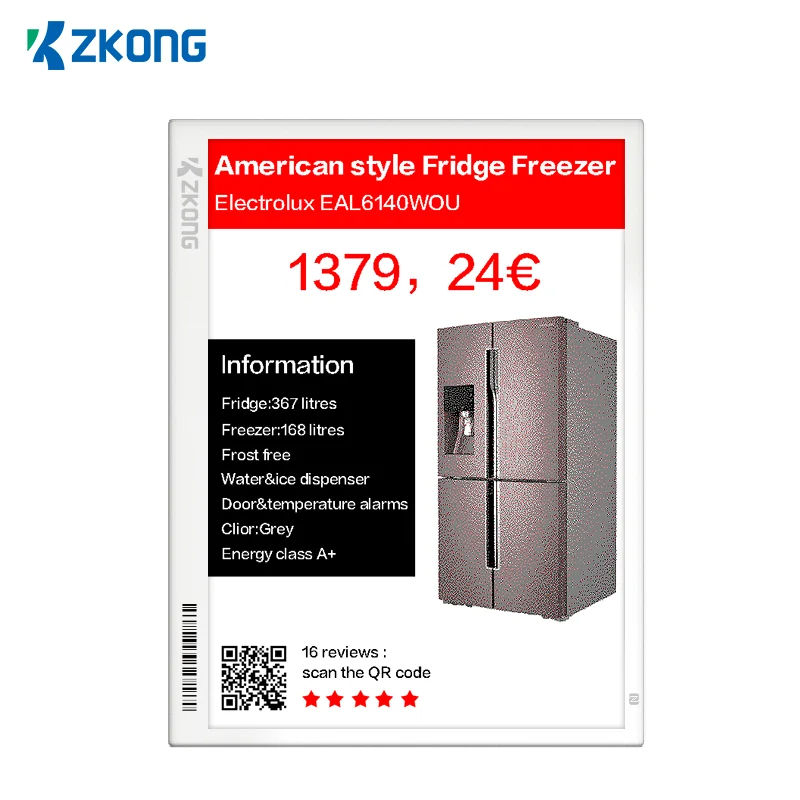 ZKONG
ZKONG
American style Fridge Freezer
Electrolux EAL6140WOU
1379，24€
Information
Fridge:367 litres
Freezer:168 litres
Frost free
Water&ice dispenser
Door&temperature alarms
Clior:Grey
Energy class A+
16 reviews :
scan the QR code